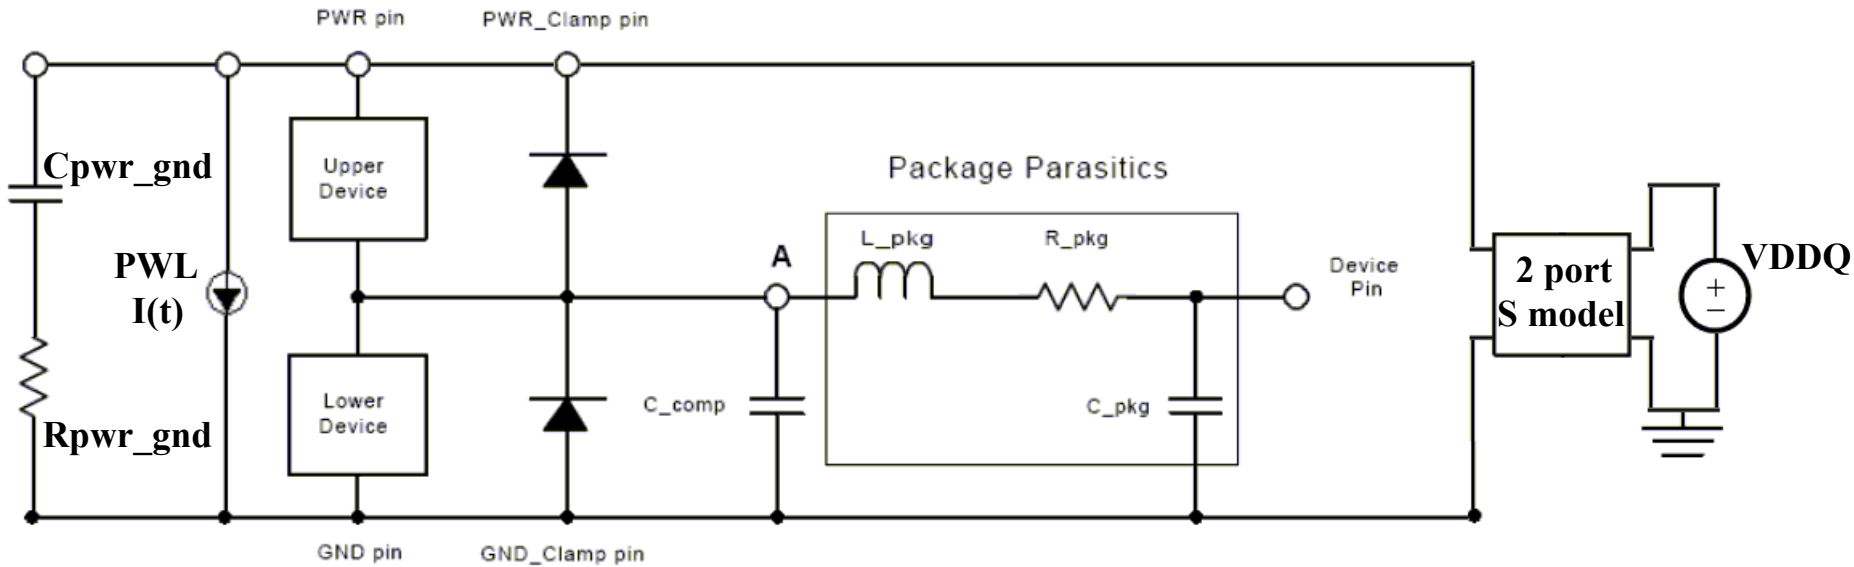 PWR pin
PWR_Clamp pin
Cpwr_gnd
Upper
Device
Package Parasitics
PWL
I(t)
A
L_pkg
R_pkg
Device
Pin
2 port
S model
+
−
VDDQ
Lower
Device
C_comp
C_pkg
Rpwr_gnd
GND pin
GND_Clamp pin